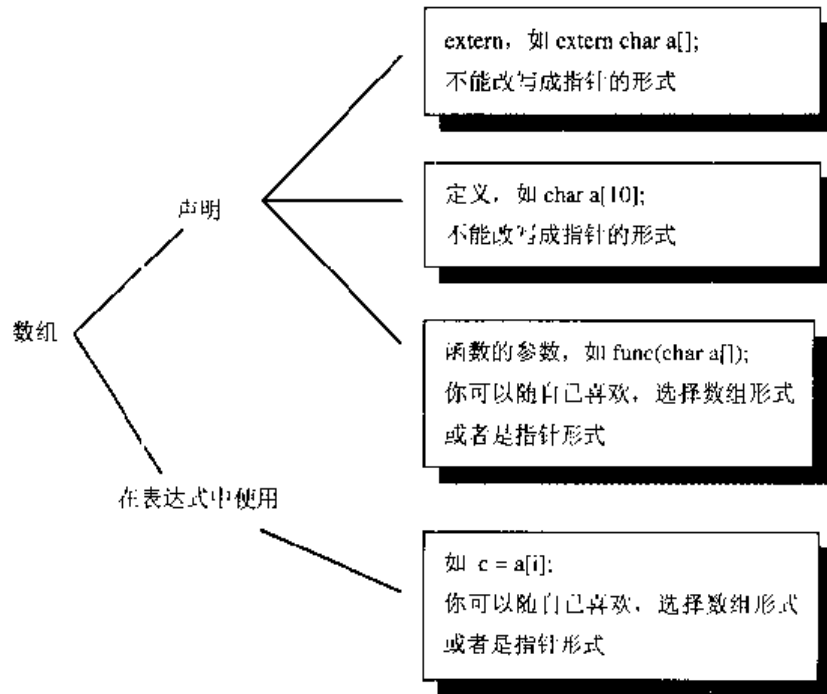 extern，如 extern char a[];
不能改写成指针的形式
定义，如 char a[10];
不能改写成指针的形式
声明
数组
函数的参数，如 func(char a[]);
你可以随自己喜欢，选择数组形式
或者是指针形式
在表达式中使用
如 c = a[i];
你可以随自己喜欢，选择数组形式
或者是指针形式